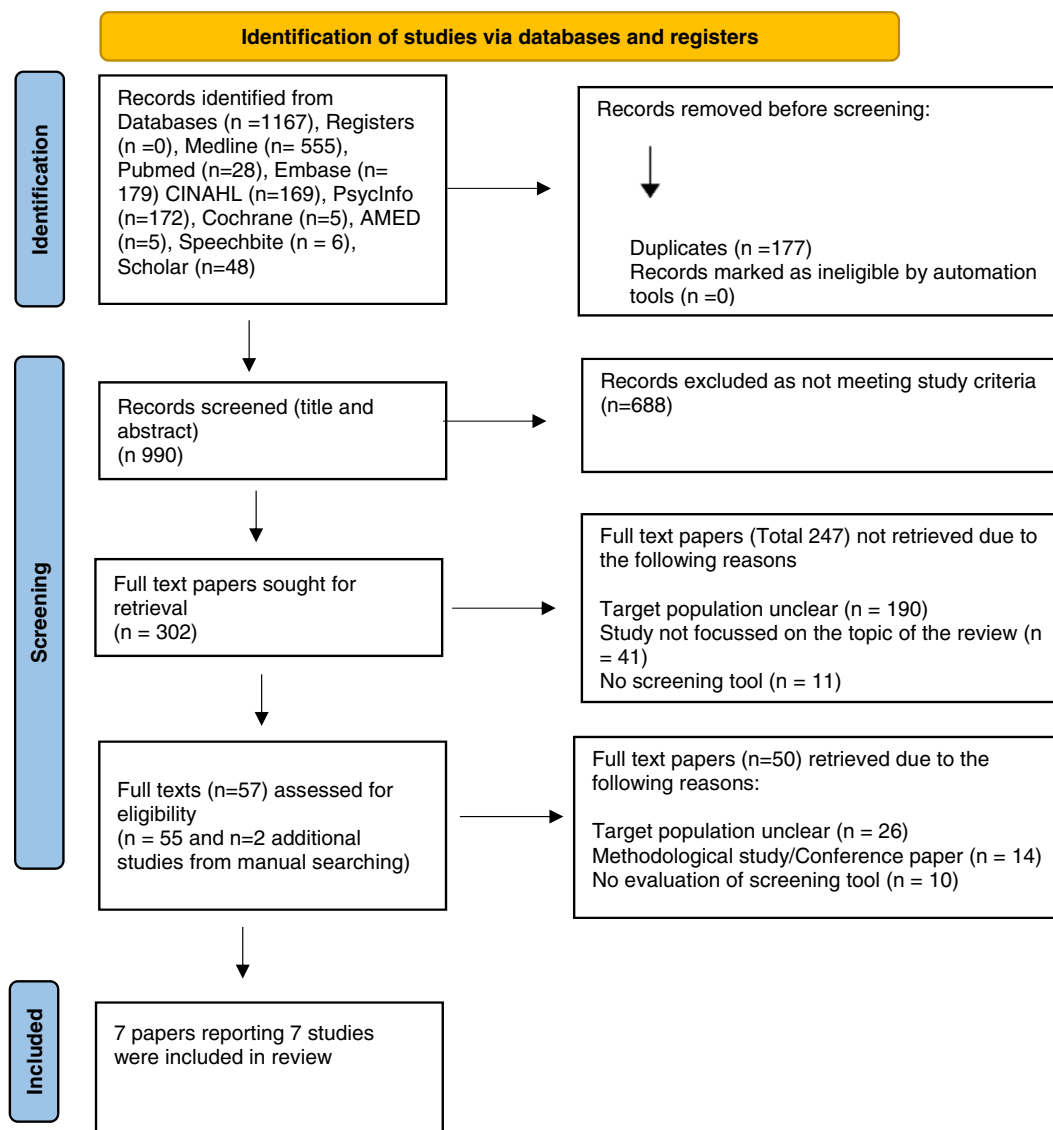 Identification of studies via databases and registers
Identification
Records identified from
Databases (n =1167), Registers
(n =0), Medline (n= 555),
Pubmed (n=28), Embase (n=
179) CINAHL (n=169), PsycInfo
(n=172), Cochrane (n=5), AMED
(n=5), Speechbite (n = 6),
Scholar (n=48)
Records removed before screening:
Duplicates (n =177)
Records marked as ineligible by automation
tools (n =0)
Screening
Records screened (title and
abstract)
(n 990)
Records excluded as not meeting study criteria
(n=688)
Full text papers sought for
retrieval
(n = 302)
Full text papers (Total 247) not retrieved due to
the following reasons
Target population unclear (n = 190)
Study not focussed on the topic of the review (n
= 41)
No screening tool (n = 11)
Full texts (n=57) assessed for
eligibility
(n = 55 and n=2 additional
studies from manual searching)
Full text papers (n=50) retrieved due to the
following reasons:
Target population unclear (n = 26)
Methodological study/Conference paper (n = 14)
No evaluation of screening tool (n = 10)
Included
7 papers reporting 7 studies
were included in review